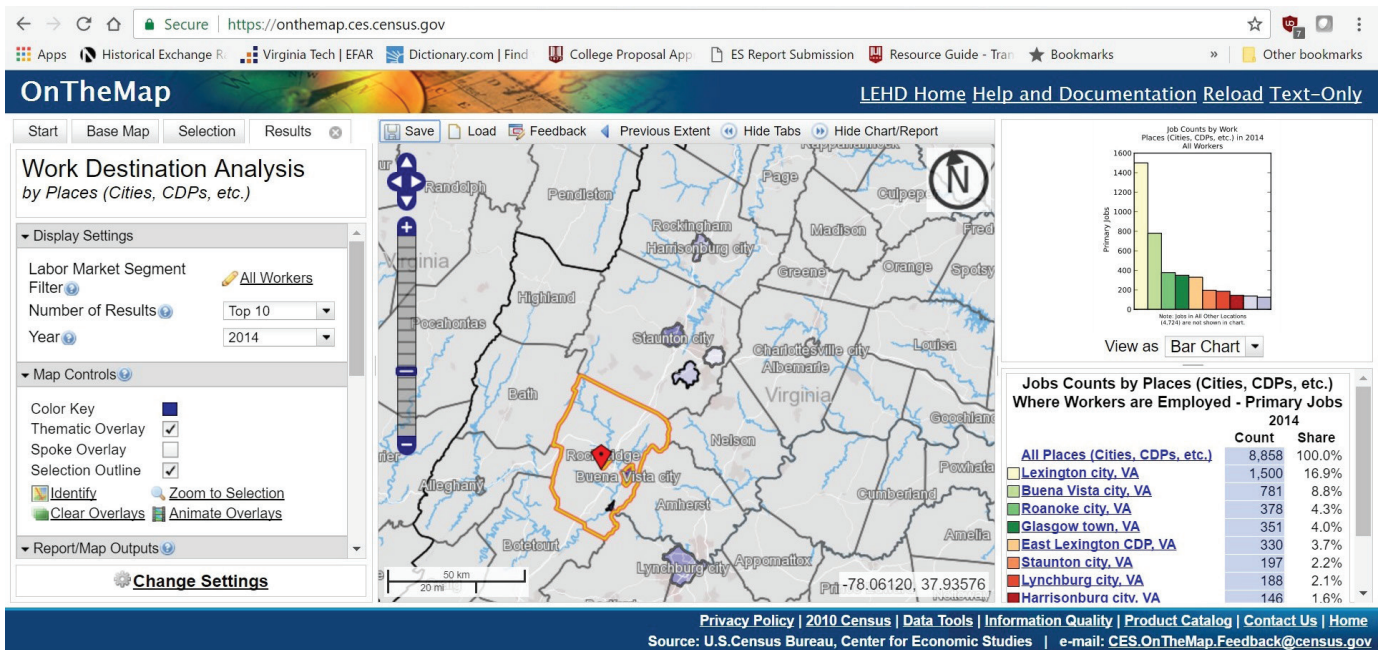 Secure | https://onthemap.ces.census.gov
7
Apps Historical Exchange R Virginia Tech | EFAR Dictionary.com | Find College Proposal App ES Report Submission Resource Guide - Tran Bookmarks » Other bookmarks
OnTheMap
LEHD Home Help and Documentation Reload Text-Only
Start Base Map Selection Results
Save Load Feedback Previous Extent Hide Tabs Hide Chart/Report
Work Destination Analysis
by Places (Cities, CDPs, etc.)
Display Settings
Labor Market Segment
Filter All Workers
Number of Results Top 10
Year 2014
Map Controls
Color Key
Thematic Overlay
Spoke Overlay
Selection Outline
Identify Zoom to Selection
Clear Overlays Animate Overlays
Report/Map Outputs
Change Settings
N
Randolph
Pendleton
Page
Culpep
Rockingham
Harrisonburg city
Madison
Fred
Virginia
Greene
Orange
Spotsy
Highland
Pocahontas
Staunton city
Charlottesville city
Louisa
Albemarle
Bath
Virginia
Goochlan
Nelson
Rockbridge
Buena Vista city
Powhata
Alleghany
Cumberland
Amherst
Amelia
Botetourt
Appomattox
Lynchburg city
50 km
20 mi
-78.06120, 37.93576
Job Counts by Work
Places (Cities, CDPs, etc.) in 2014
All Workers
Primary Jobs
1600
1400
1200
1000
800
600
400
200
0
Note: Jobs in All Other Locations
(4,724) are not shown in chart.
View as Bar Chart
Jobs Counts by Places (Cities, CDPs, etc.)
Where Workers are Employed - Primary Jobs
2014
Count Share
All Places (Cities, CDPs, etc.) 8,858 100.0%
Lexington city, VA 1,500 16.9%
Buena Vista city, VA 781 8.8%
Roanoke city, VA 378 4.3%
Glasgow town, VA 351 4.0%
East Lexington CDP, VA 330 3.7%
Staunton city, VA 197 2.2%
Lynchburg city, VA 188 2.1%
Harrisonburg city, VA 146 1.6%
Privacy Policy | 2010 Census | Data Tools | Information Quality | Product Catalog | Contact Us | Home
Source: U.S.Census Bureau, Center for Economic Studies | e-mail: CES.OnTheMap.Feedback@census.gov